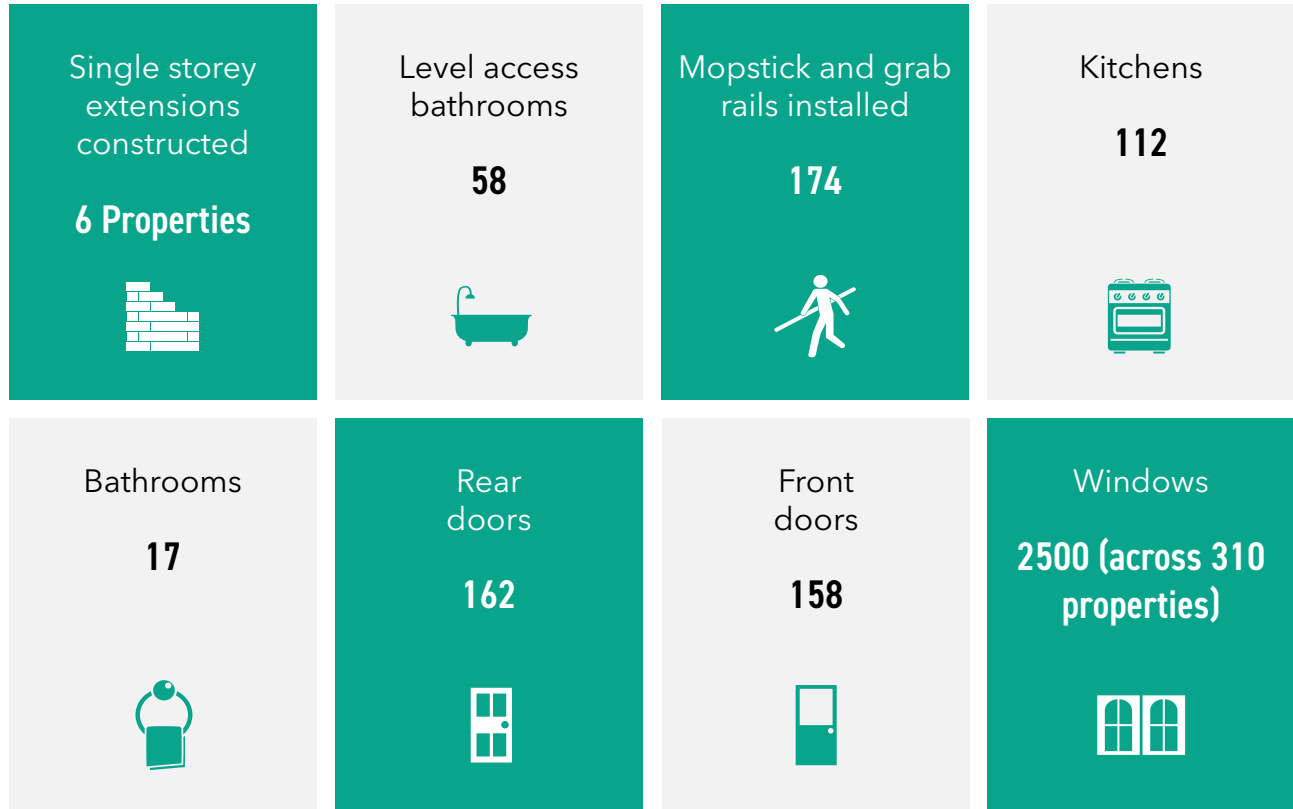 Single storey
extensions
constructed
6 Properties
Level access
bathrooms
58
Mopstick and grab
rails installed
174
Kitchens
112
Bathrooms
17
Rear
doors
162
Front
doors
158
Windows
2500 (across 310
properties)